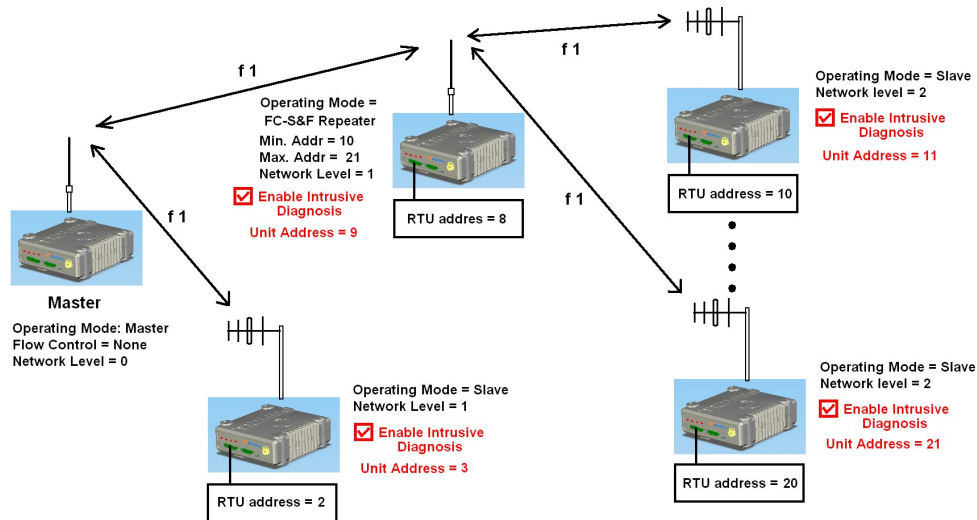 f 1
f 1
f 1
f 1
Operating Mode =
FC-S&F Repeater
Min. Addr = 10
Max. Addr = 21
Network Level = 1
Enable Intrusive
Diagnosis
Unit Address = 9
RTU addres = 8
Operating Mode = Slave
Network level = 2
Enable Intrusive
Diagnosis
Unit Address = 11
RTU address = 10
Master
Operating Mode: Master
Flow Control = None
Network Level = 0
Operating Mode = Slave
Network Level = 1
Enable Intrusive
Diagnosis
Unit Address = 3
RTU address = 2
Operating Mode = Slave
Network level = 2
Enable Intrusive
Diagnosis
Unit Address = 21
RTU address = 20